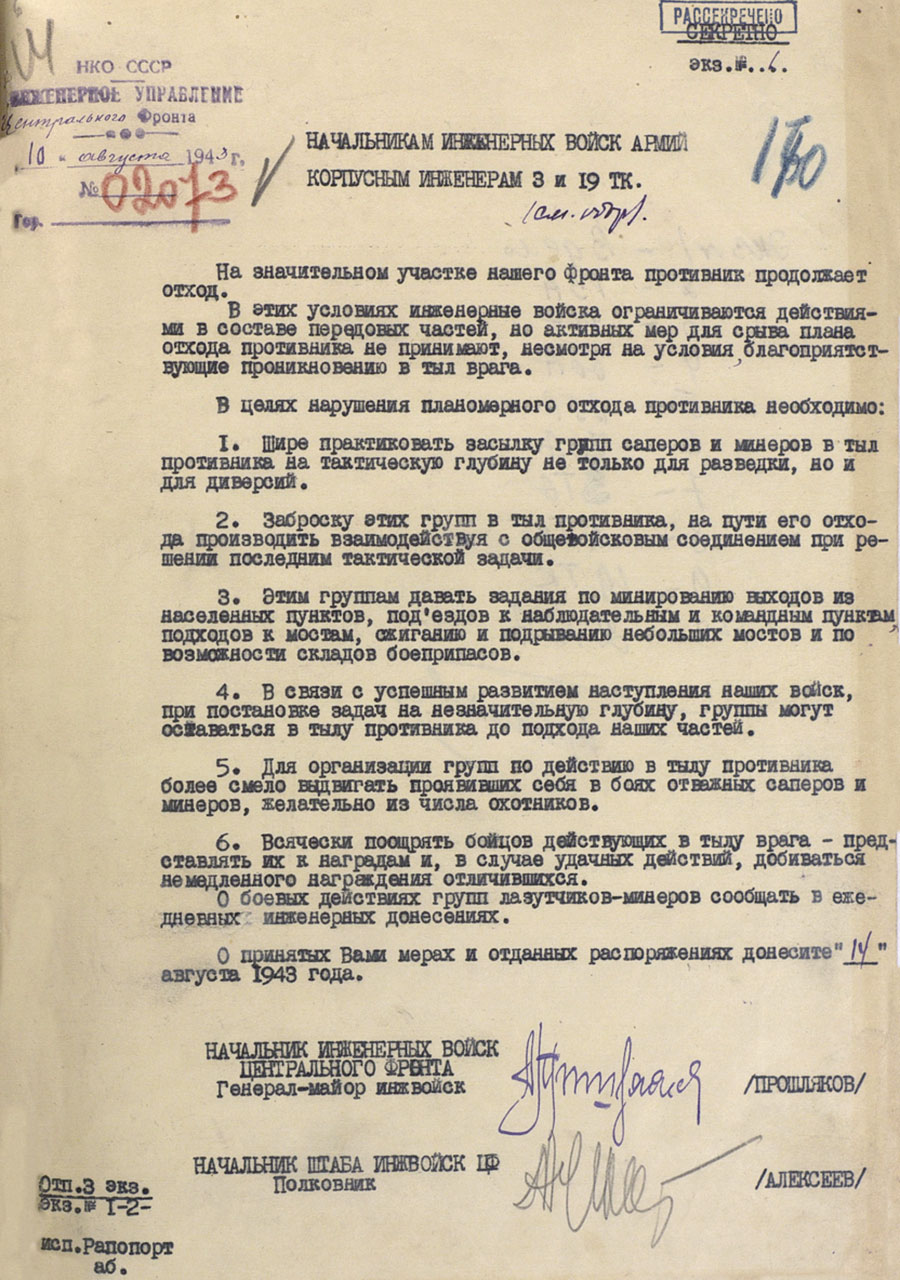 РАССЕКРЕЧЕНО
СЕКРЕТНО
экз.№..6.
НКО СССР
ИНЖЕНЕРНОЕ УПРАВЛЕНИЕ
Центрального Фронта
"10" августа 1943 г.
№ 02073
Гор.
НАЧАЛЬНИКАМ ИНЖЕНЕРНЫХ ВОЙСК АРМИЙ
КОРПУСНЫМ ИНЖЕНЕРАМ 3 и 19 ТК.
/см. обор/.
На значительном участке нашего фронта противник продолжает
отход.
В этих условиях инженерные войска ограничиваются действия-
ми в составе передовых частей, но активных мер для срыва плана
отхода противника не принимают, несмотря на условия, благоприятст-
вующие проникновению в тыл врага.
В целях нарушения планомерного отхода противника необходимо:
1. Шире практиковать засылку групп саперов и минеров в тыл
противника на тактическую глубину не только для разведки, но и
для диверсий.
2. Заброску этих групп в тыл противника, на пути его отхо-
да производить взаимодействуя с общевойсковым соединением при ре-
шении последним тактической задачи.
3. Этим группам давать задания по минированию выходов из
населенных пунктов, под'ездов к наблюдательным и командным пунктам,
подходов к мостам, сжиганию и подрыванию небольших мостов и по
возможности складов боеприпасов.
4. В связи с успешным развитием наступления наших войск,
при постановке задач на незначительную глубину, группы могут
оставаться в тылу противника до подхода наших частей.
5. Для организации групп по действию в тылу противника
более смело выдвигать проявивших себя в боях отважных саперов и
минеров, желательно из числа охотников.
6. Всячески поощрять бойцов действующих в тылу врага - пред-
ставлять их к наградам и, в случае удачных действий, добиваться
немедленного награждения отличившихся.
О боевых действиях групп лазутчиков-минеров сообщать в еже-
дневных инженерных донесениях.
О принятых Вами мерах и отданных распоряжениях донесите "14"
августа 1943 года.
НАЧАЛЬНИК ИНЖЕНЕРНЫХ ВОЙСК
ЦЕНТРАЛЬНОГО ФРОНТА
Генерал-майор инжвойск
/ПРОШЛЯКОВ/
НАЧАЛЬНИК ШТАБА ИНЖВОЙСК ЦФ
Полковник
/АЛЕКСЕЕВ/
Отп.3 экз.
Экз.№ 1-2-
исп.Рапопорт
аб.